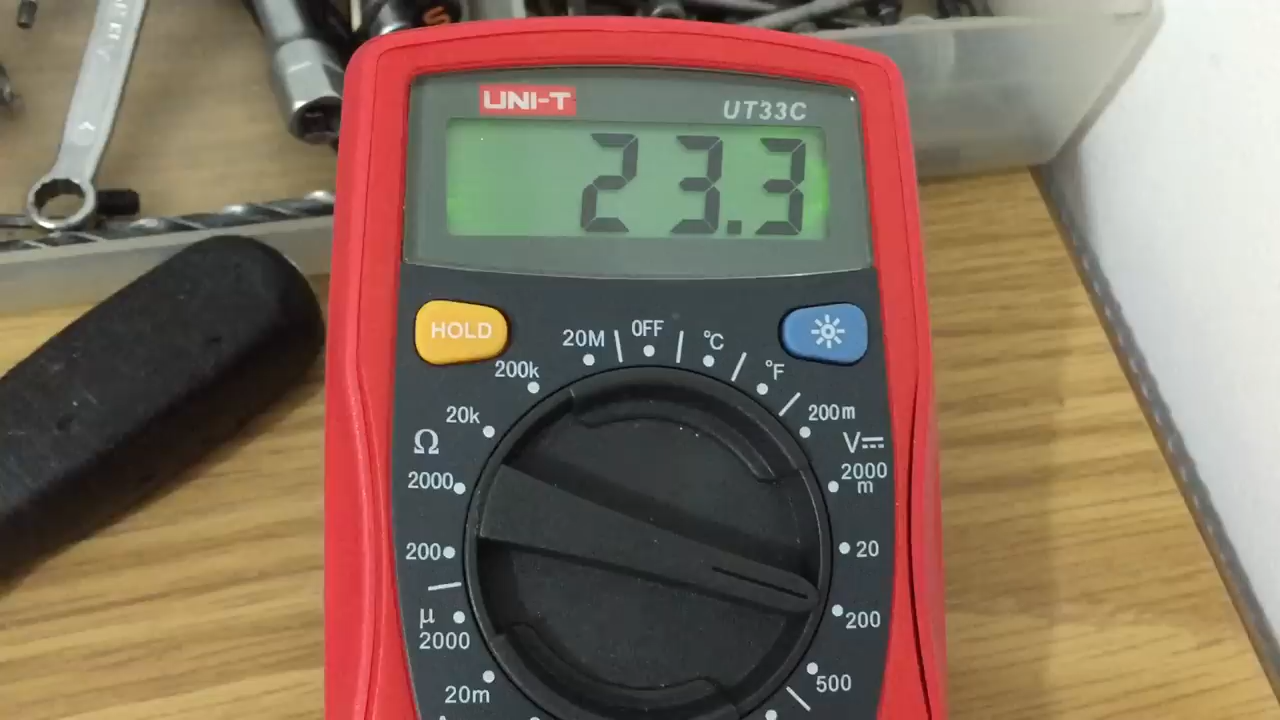 UNI-T
UT33C
23.3
HOLD
20M
OFF
℃
°F
200k
200m
20k
Ω
V⎓
2000
2000
m
200
20
μ
2000
200
20m
500